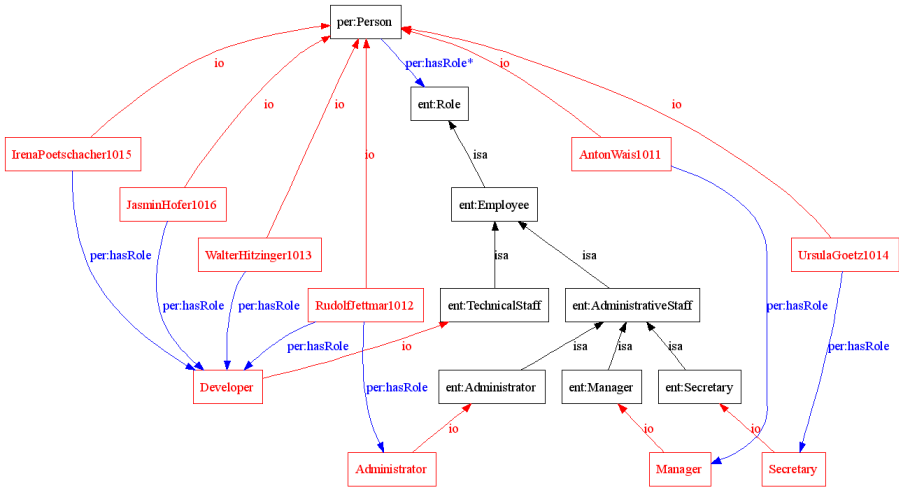 per:Person
io
io
io
per:hasRole*
io
io
ent:Role
IrenaPoetschacher1015
isa
io
AntonWais1011
JasminHofer1016
ent:Employee
per:hasRole
WalterHitzinger1013
isa
isa
UrsulaGoetz1014
per:hasRole
per:hasRole
RudolfJettmar1012
ent:TechnicalStaff
ent:AdministrativeStaff
per:hasRole
per:hasRole
io
isa
isa
isa
per:hasRole
Developer
per:hasRole
ent:Administrator
ent:Manager
ent:Secretary
io
io
io
Administrator
Manager
Secretary